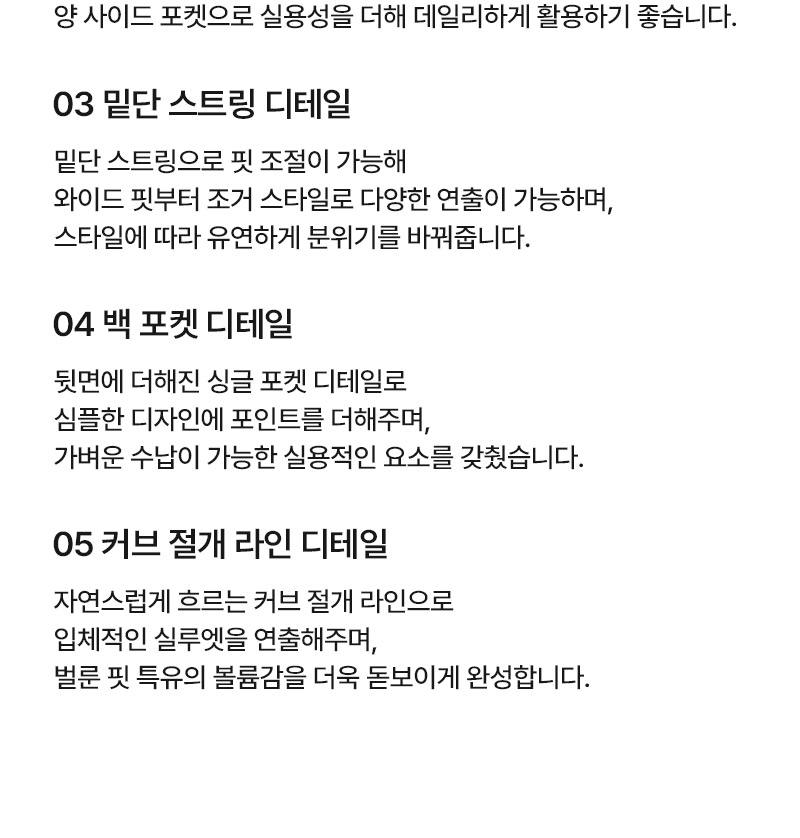 양 사이드 포켓으로 실용성을 더해 데일리하게 활용하기 좋습니다.
03 밑단 스트링 디테일
밑단 스트링으로 핏 조절이 가능해
와이드 핏부터 조거 스타일로 다양한 연출이 가능하며,
스타일에 따라 유연하게 분위기를 바꿔줍니다.
04 백 포켓 디테일
뒷면에 더해진 싱글 포켓 디테일로
심플한 디자인에 포인트를 더해주며,
가벼운 수납이 가능한 실용적인 요소를 갖췄습니다.
05 커브 절개 라인 디테일
자연스럽게 흐르는 커브 절개 라인으로
입체적인 실루엣을 연출해주며,
벌룬 핏 특유의 볼륨감을 더욱 돋보이게 완성합니다.